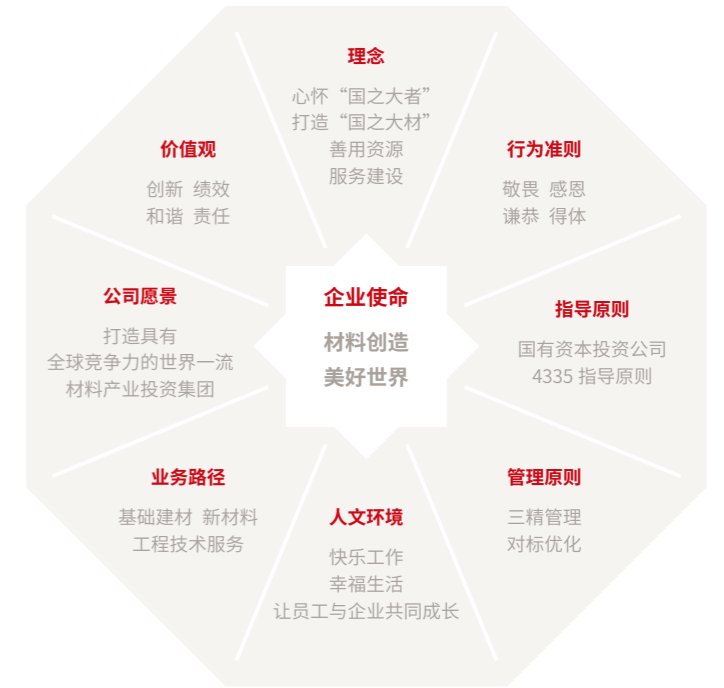 理念
心怀“国之大者”
打造“国之大材”
善用资源
服务建设
价值观
创新 绩效
和谐 责任
行为准则
敬畏 感恩
谦恭 得体
公司愿景
打造具有
全球竞争力的世界一流
材料产业投资集团
企业使命
材料创造
美好世界
指导原则
国有资本投资公司
4335 指导原则
业务路径
基础建材 新材料
工程技术服务
人文环境
快乐工作
幸福生活
让员工与企业共同成长
管理原则
三精管理
对标优化